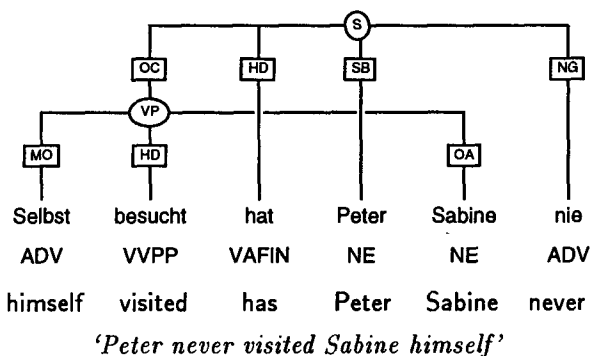 S
OC HD SB NG
VP
MO HD OA
Selbst besucht hat Peter Sabine nie
ADV VVPP VAFIN NE NE ADV
himself visited has Peter Sabine never
‘Peter never visited Sabine himself’